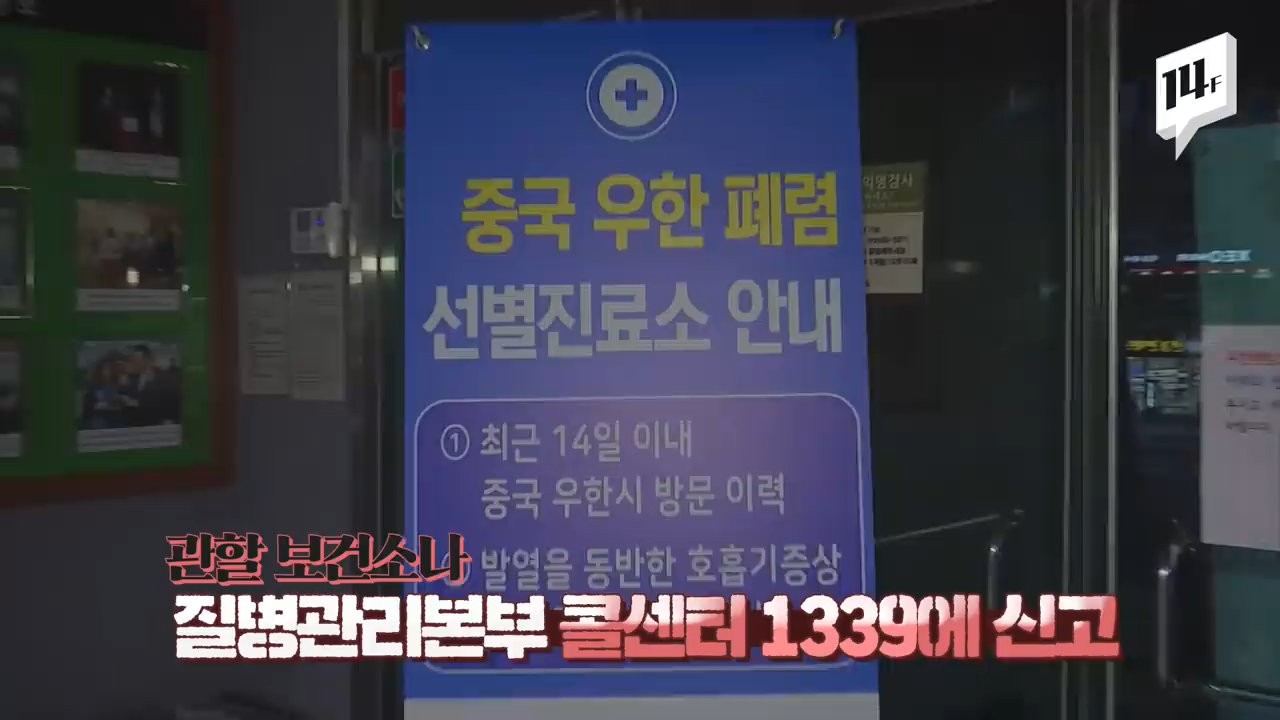 14F
중국 우한 폐렴
선별진료소 안내
① 최근 14일 이내
중국 우한시 방문 이력
발열을 동반한 호흡기증상
관할 보건소나
질병관리본부 콜센터 1339에 신고